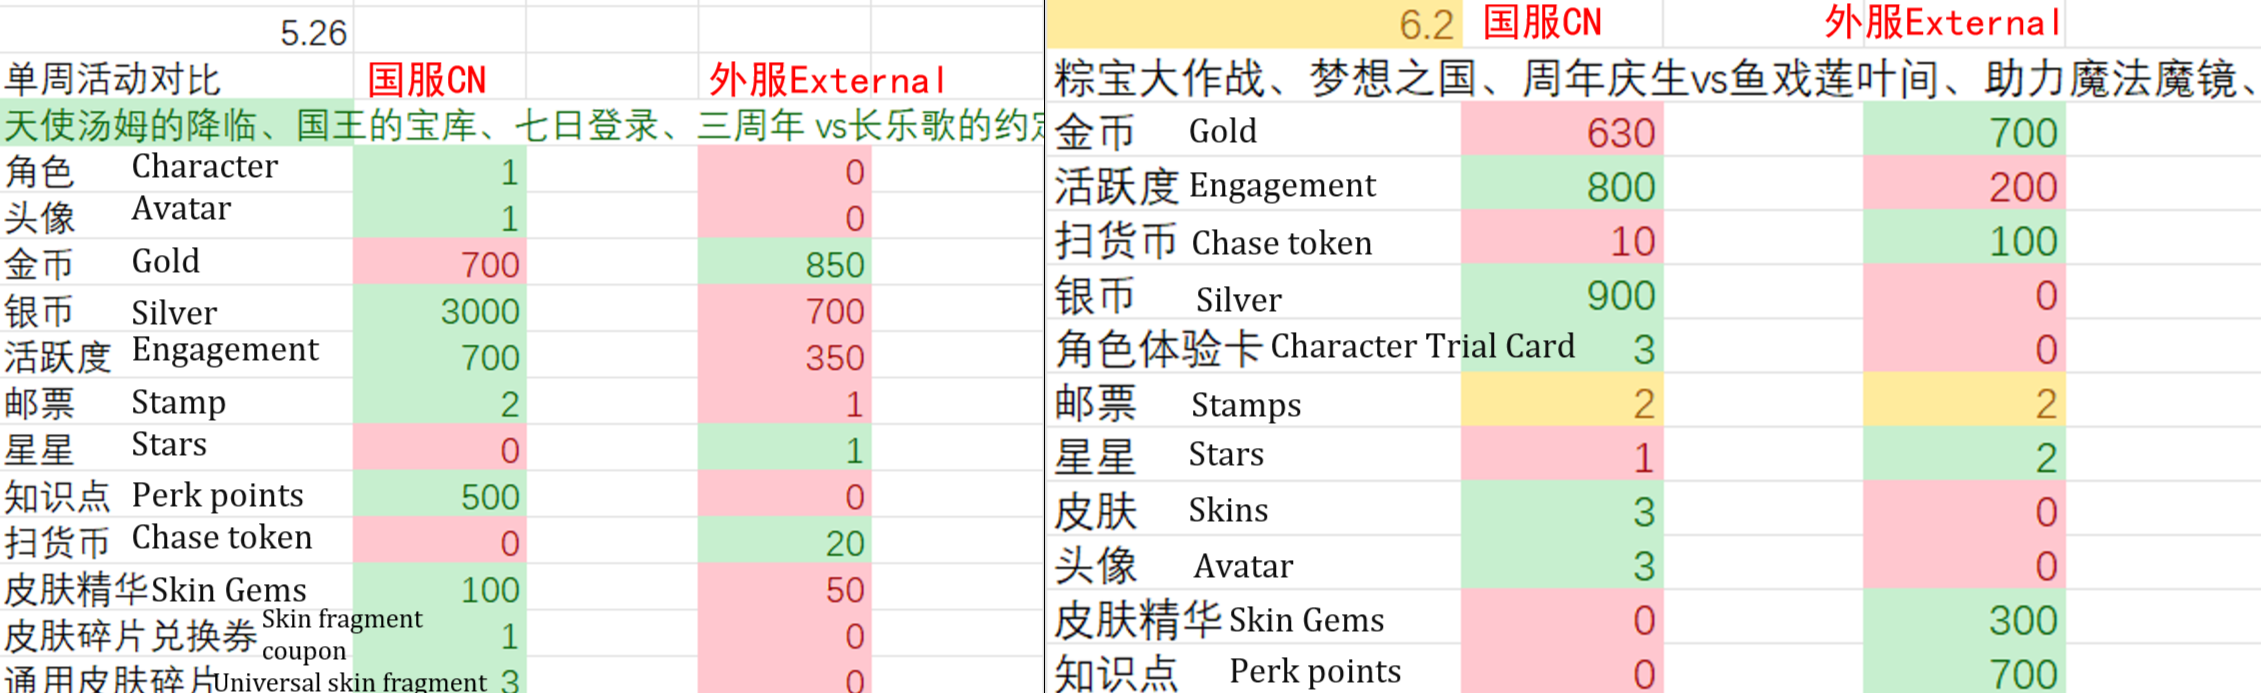 5.26
单周活动对比 国服CN 外服External
天使汤姆的降临、国王的宝库、七日登录、三周年 vs长乐歌的约定
角色 Character 1 0
头像 Avatar 1 0
金币 Gold 700 850
银币 Silver 3000 700
活跃度 Engagement 700 350
邮票 Stamp 2 1
星星 Stars 0 1
知识点 Perk points 500 0
扫货币 Chase token 0 20
皮肤精华 Skin Gems 100 50
皮肤碎片兑换券 Skin fragment coupon 1 0
通用皮肤碎片 Universal skin fragment 3 0
6.2 国服CN 外服External
粽宝大作战、梦想之国、周年庆生vs鱼戏莲叶间、助力魔法魔镜、
金币 Gold 630 700
活跃度 Engagement 800 200
扫货币 Chase token 10 100
银币 Silver 900 0
角色体验卡 Character Trial Card 3 0
邮票 Stamps 2 2
星星 Stars 1 2
皮肤 Skins 3 0
头像 Avatar 3 0
皮肤精华 Skin Gems 0 300
知识点 Perk points 0 700